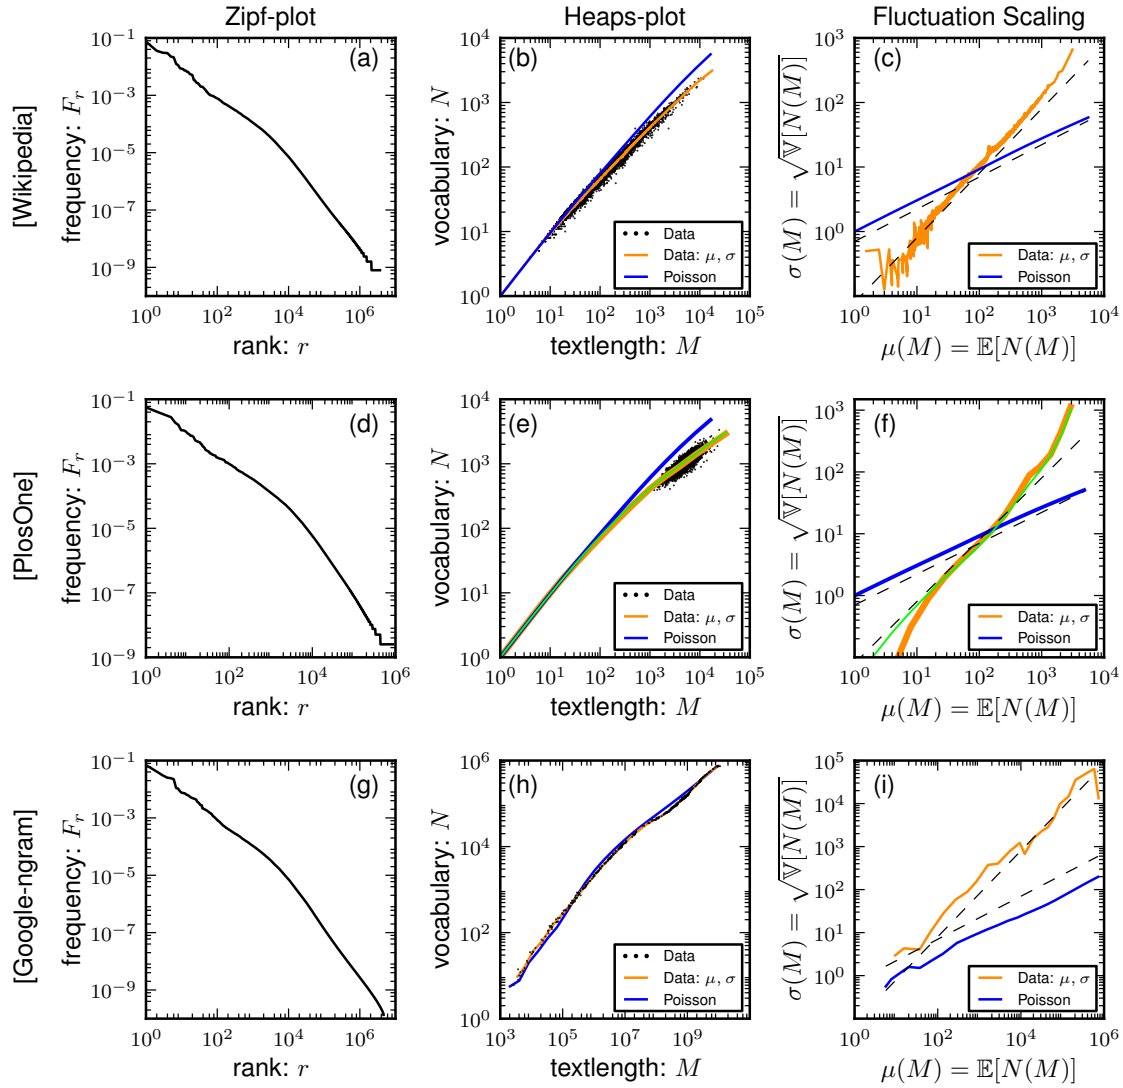 Zipf-plot Heaps-plot Fluctuation Scaling
[Wikipedia]
frequency: F_r
10^{-1}
10^{-3}
10^{-5}
10^{-7}
10^{-9}
(a)
10^0 10^2 10^4 10^6
rank: r
vocabulary: N
10^4
10^3
10^2
10^1
10^0
(b)
Data
Data: μ, σ
Poisson
10^0 10^1 10^2 10^3 10^4 10^5
textlength: M
σ(M) = √𝕍[N(M)]
10^3
10^2
10^1
10^0
(c)
Data: μ, σ
Poisson
10^0 10^1 10^2 10^3 10^4
μ(M) = 𝔼[N(M)]
[PlosOne]
frequency: F_r
10^{-1}
10^{-3}
10^{-5}
10^{-7}
10^{-9}
(d)
10^0 10^2 10^4 10^6
rank: r
vocabulary: N
10^4
10^3
10^2
10^1
10^0
(e)
Data
Data: μ, σ
Poisson
10^0 10^1 10^2 10^3 10^4 10^5
textlength: M
σ(M) = √𝕍[N(M)]
10^3
10^2
10^1
10^0
(f)
Data: μ, σ
Poisson
10^0 10^1 10^2 10^3 10^4
μ(M) = 𝔼[N(M)]
[Google-ngram]
frequency: F_r
10^{-1}
10^{-3}
10^{-5}
10^{-7}
10^{-9}
(g)
10^0 10^2 10^4 10^6
rank: r
vocabulary: N
10^6
10^4
10^2
10^0
(h)
Data
Data: μ, σ
Poisson
10^3 10^5 10^7 10^9
textlength: M
σ(M) = √𝕍[N(M)]
10^5
10^4
10^3
10^2
10^1
10^0
(i)
Data: μ, σ
Poisson
10^0 10^2 10^4 10^6
μ(M) = 𝔼[N(M)]